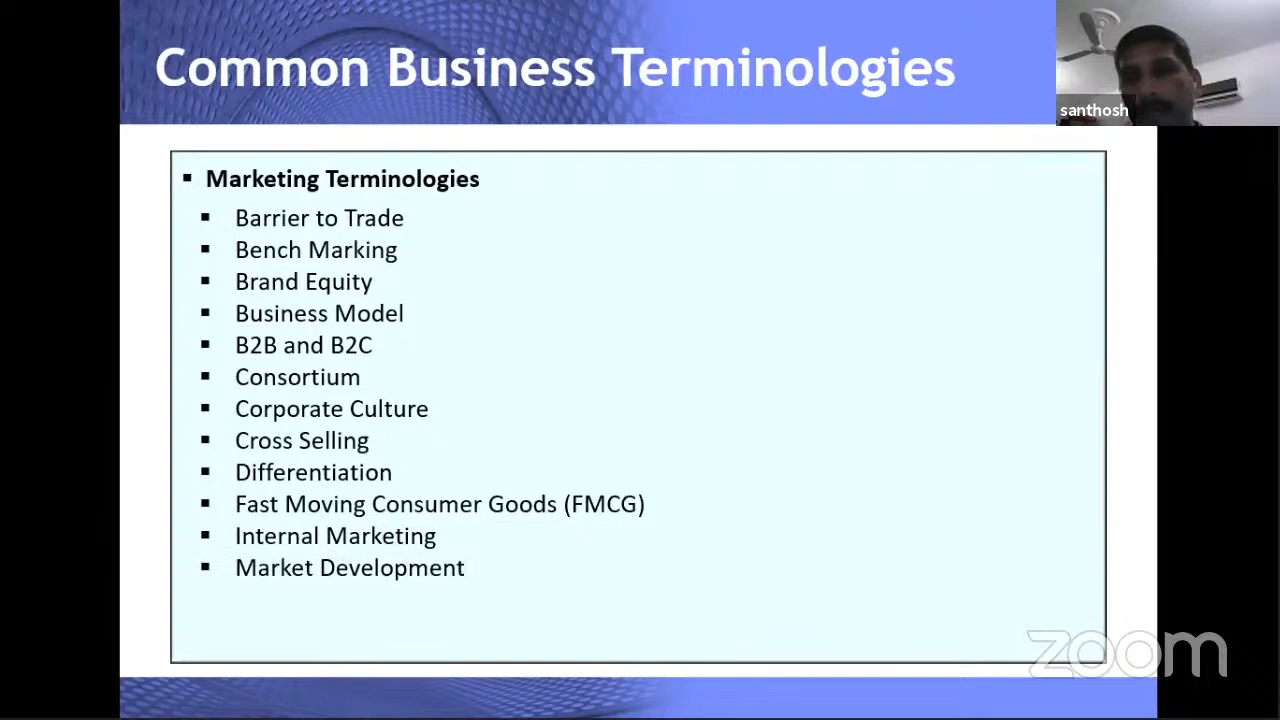 Common Business Terminologies
santhosh
▪ Marketing Terminologies
▪ Barrier to Trade
▪ Bench Marking
▪ Brand Equity
▪ Business Model
▪ B2B and B2C
▪ Consortium
▪ Corporate Culture
▪ Cross Selling
▪ Differentiation
▪ Fast Moving Consumer Goods (FMCG)
▪ Internal Marketing
▪ Market Development
zoom